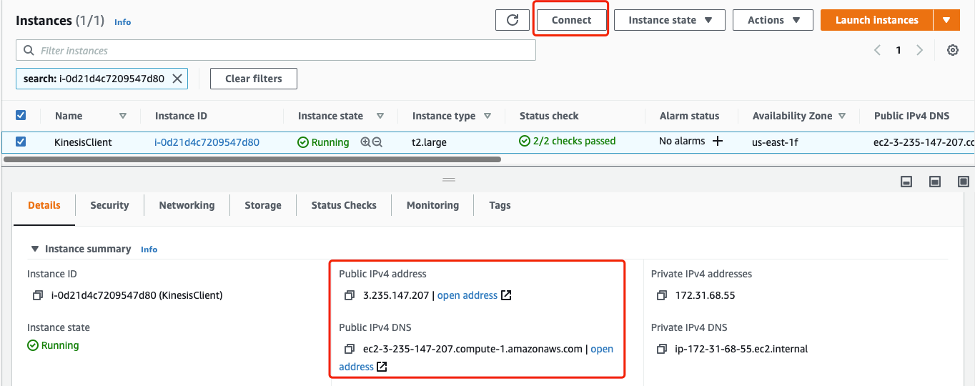 Instances (1/1) Info Connect Instance state Actions Launch Instances
Filter instances 1
search: i-0d21d4c7209547d80 Clear filters
Name Instance ID Instance state Instance type Status check Alarm status Availability Zone Public IPv4 DNS
KinesisClient i-0d21d4c7209547d80 Running t2.large 2/2 checks passed No alarms us-east-1f ec2-3-235-147-207.co
Details Security Networking Storage Status Checks Monitoring Tags
Instance summary Info
Instance ID Public IPv4 address Private IPv4 addresses
i-0d21d4c7209547d80 (KinesisClient) 3.235.147.207 | open address 172.31.68.55
Instance state Public IPv4 DNS Private IPv4 DNS
Running ec2-3-235-147-207.compute-1.amazonaws.com | open ip-172-31-68-55.ec2.internal
address